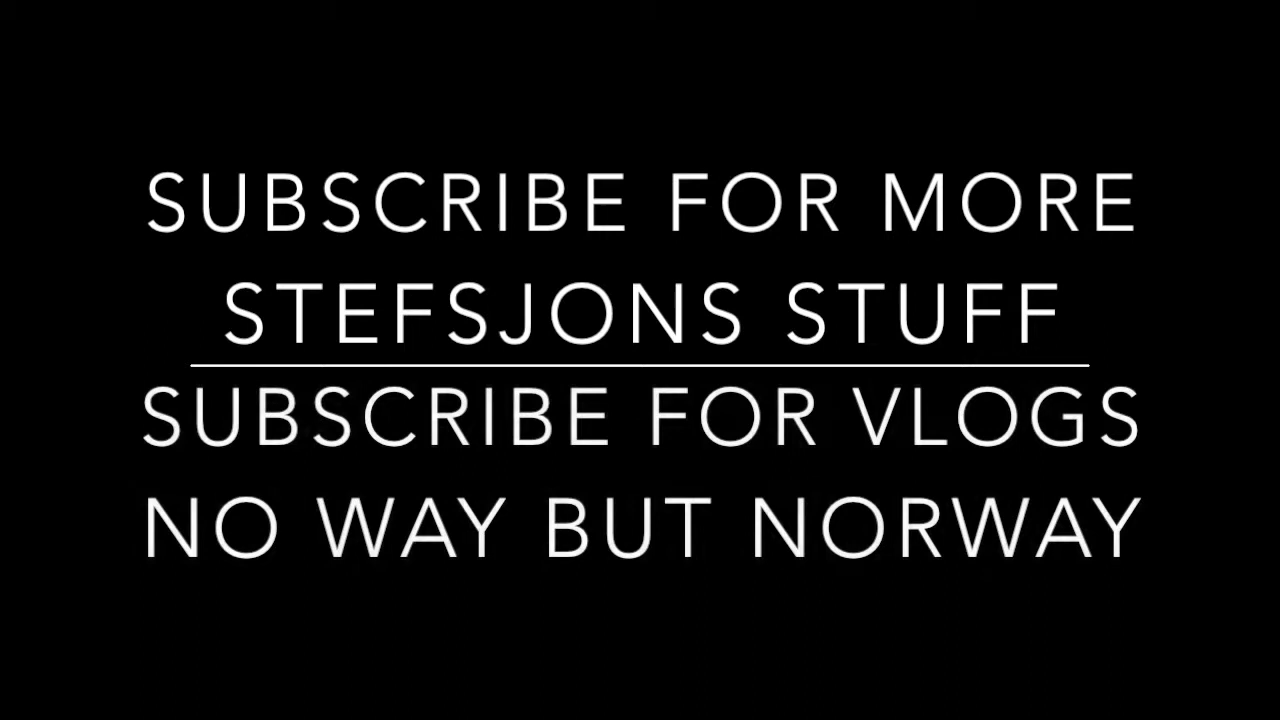 SUBSCRIBE FOR MORE
STEFSJONS STUFF
SUBSCRIBE FOR VLOGS
NO WAY BUT NORWAY